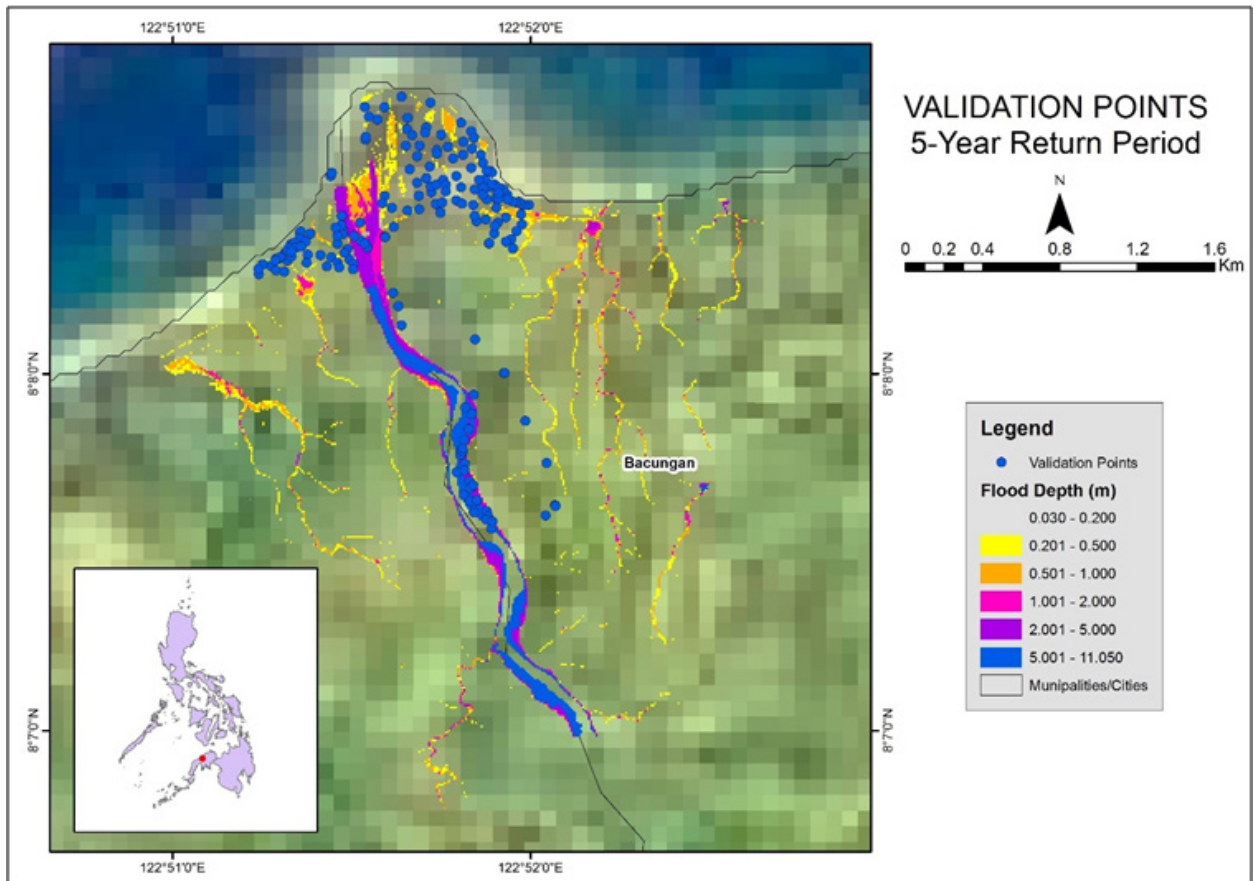 122°51'0"E
122°52'0"E
VALIDATION POINTS
5-Year Return Period
N
0 0.2 0.4 0.8 1.2 1.6
Km
8°8'0"N
8°8'0"N
Bacungan
Legend
Validation Points
Flood Depth (m)
0.030 - 0.200
0.201 - 0.500
0.501 - 1.000
1.001 - 2.000
2.001 - 5.000
5.001 - 11.050
Munipalities/Cities
8°7'0"N
8°7'0"N
122°51'0"E
122°52'0"E